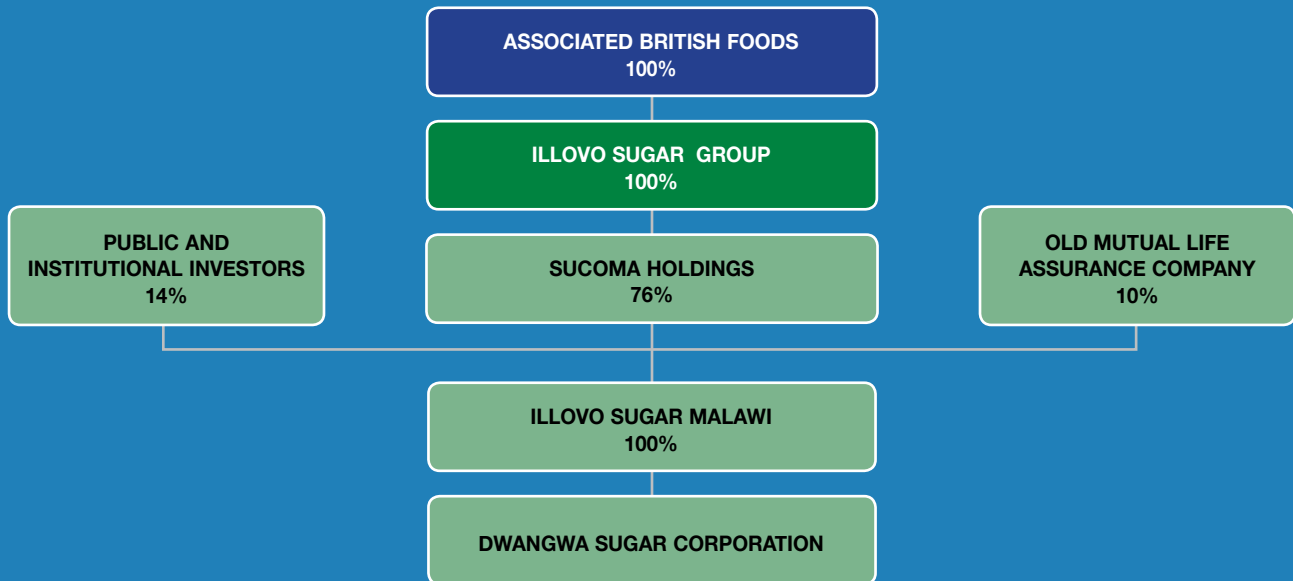 ASSOCIATED BRITISH FOODS
100%
ILLOVO SUGAR GROUP
100%
PUBLIC AND
INSTITUTIONAL INVESTORS
14%
SUCOMA HOLDINGS
76%
OLD MUTUAL LIFE
ASSURANCE COMPANY
10%
ILLOVO SUGAR MALAWI
100%
DWANGWA SUGAR CORPORATION